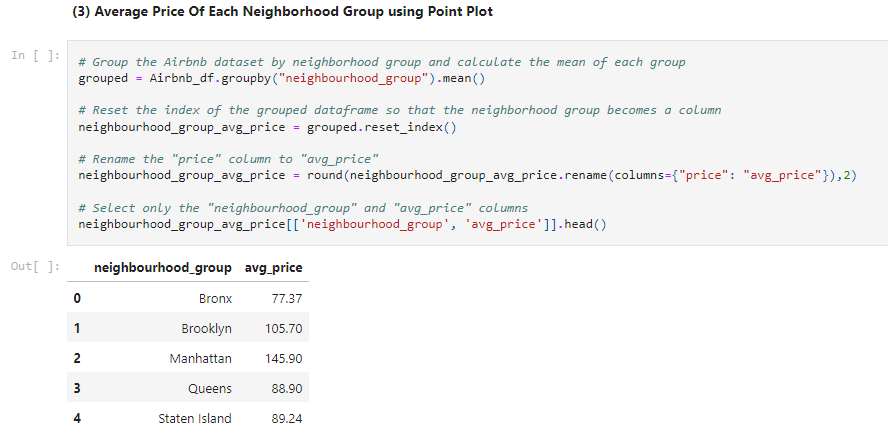 (3) Average Price Of Each Neighborhood Group using Point Plot
In [ ]:
# Group the Airbnb dataset by neighborhood group and calculate the mean of each group
grouped = Airbnb_df.groupby("neighbourhood_group").mean()
# Reset the index of the grouped dataframe so that the neighborhood group becomes a column
neighbourhood_group_avg_price = grouped.reset_index()
# Rename the "price" column to "avg_price"
neighbourhood_group_avg_price = round(neighbourhood_group_avg_price.rename(columns={"price": "avg_price"}),2)
# Select only the "neighbourhood_group" and "avg_price" columns
neighbourhood_group_avg_price[['neighbourhood_group', 'avg_price']].head()
Out[ ]:
neighbourhood_group avg_price
0 Bronx 77.37
1 Brooklyn 105.70
2 Manhattan 145.90
3 Queens 88.90
4 Staten Island 89.24